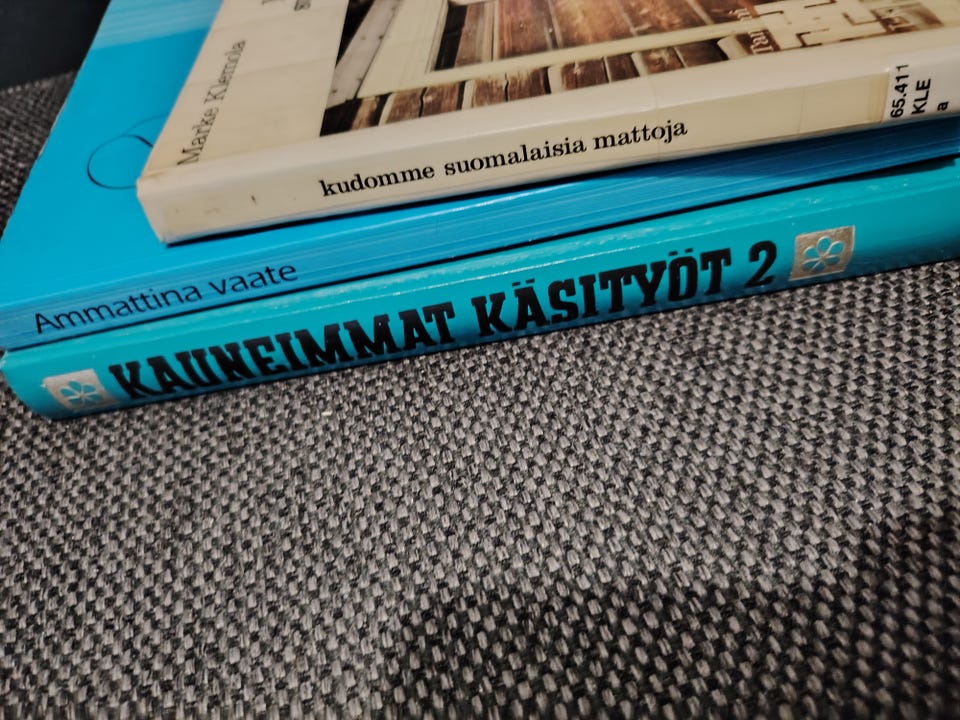 Marke Klemola
kudomme suomalaisia mattoja
65.411
KLE
a
Ammattina vaate
KAUNEIMMAT KÄSITYÖT 2